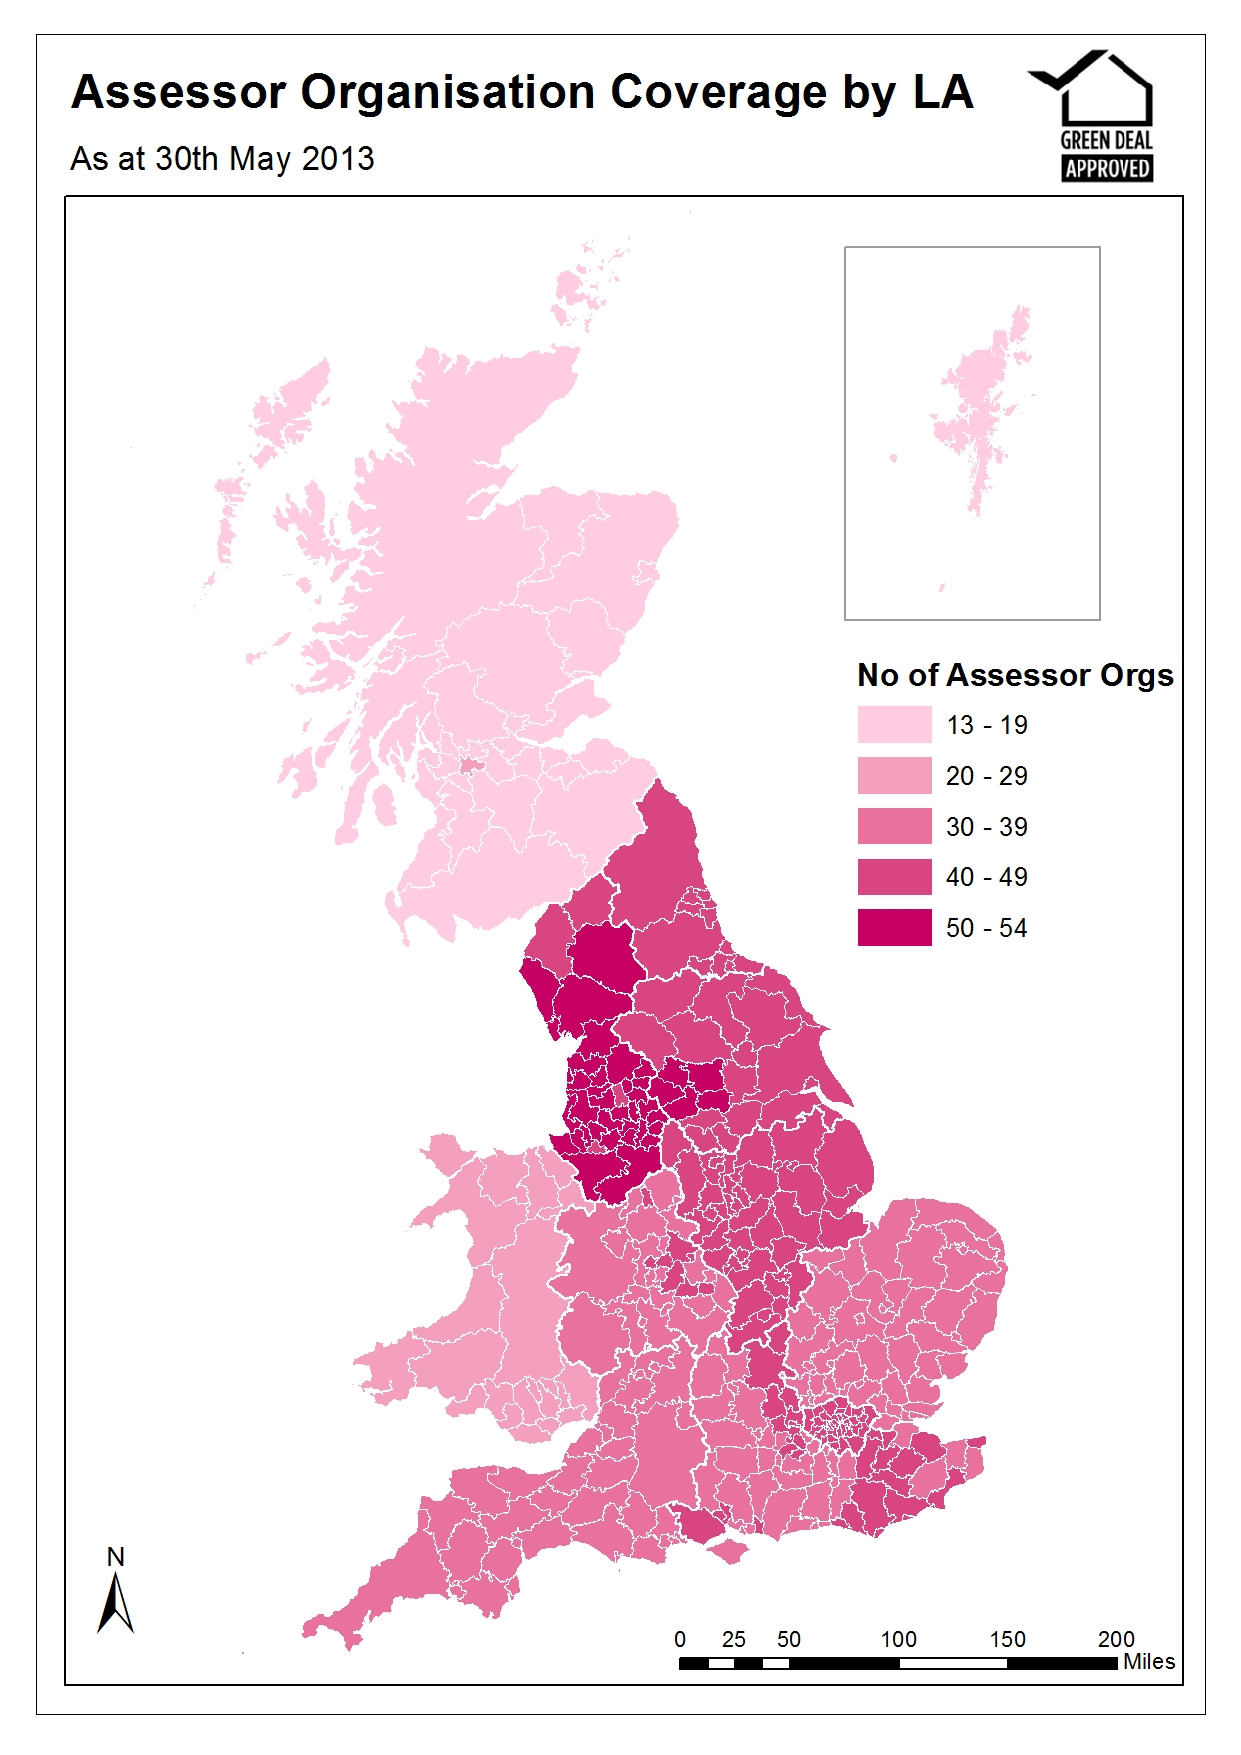 Assessor Organisation Coverage by LA
As at 30th May 2013
GREEN DEAL
APPROVED
No of Assessor Orgs
13 - 19
20 - 29
30 - 39
40 - 49
50 - 54
N
0 25 50 100 150 200
Miles